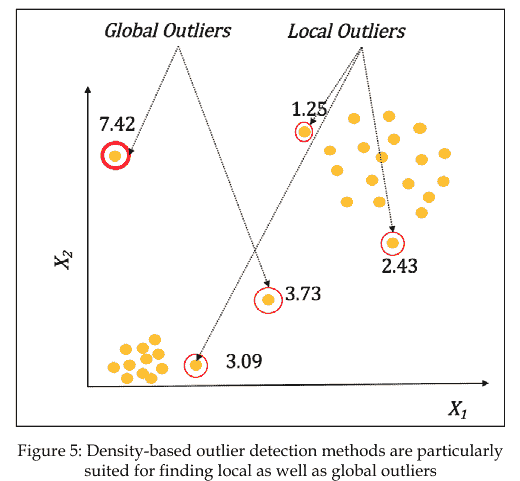 Global Outliers
Local Outliers
7.42
1.25
2.43
3.73
3.09
X2
X1
Figure 5: Density-based outlier detection methods are particularly
suited for finding local as well as global outliers